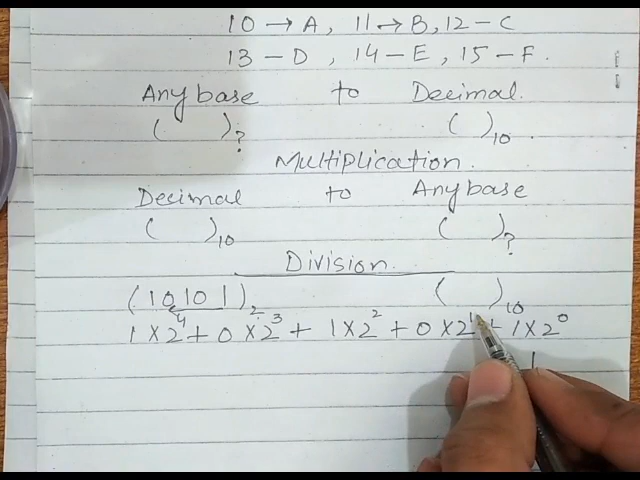 10 → A, 11 → B, 12 - C
13 - D, 14 - E, 15 - F.
Any base to Decimal.
( )? ( )₁₀.
Multiplication.
Decimal to Any base
( )₁₀ ( )?
Division.
(10101)₂ ( )₁₀
1×2⁴ + 0×2³ + 1×2² + 0×2¹ + 1×2⁰
1